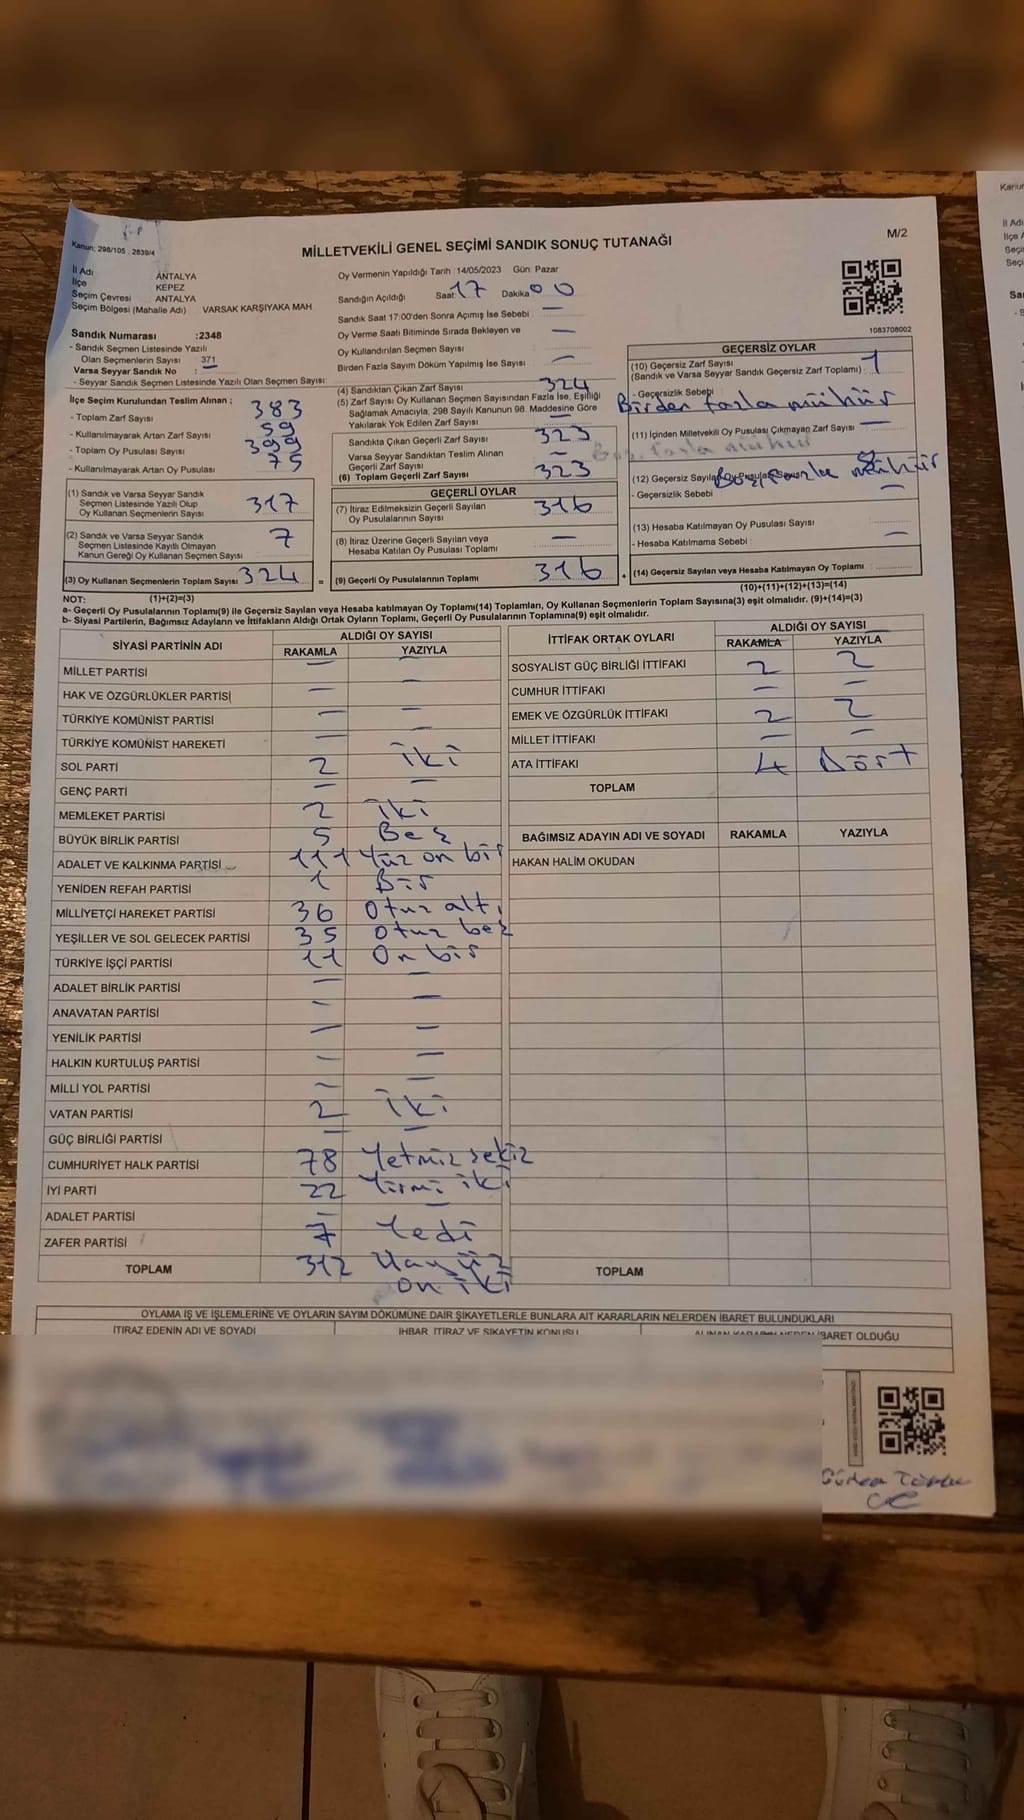 Kanun: 298/105 . 2839/4
MİLLETVEKİLİ GENEL SEÇİMİ SANDIK SONUÇ TUTANAĞI
M/2
İl Adı ANTALYA
İlçe KEPEZ
Seçim Çevresi ANTALYA
Seçim Bölgesi (Mahalle Adı) VARSAK KARŞIYAKA MAH
Sandık Numarası :2348
- Sandık Seçmen Listesinde Yazılı
Olan Seçmenlerin Sayısı 371
Varsa Seyyar Sandık No : —
- Seyyar Sandık Seçmen Listesinde Yazılı Olan Seçmen Sayısı:
Oy Vermenin Yapıldığı Tarih 14/05/2023 Gün Pazar
Sandığın Açıldığı Saat 17 Dakika 00
Sandık Saat 17:00'den Sonra Açımış İse Sebebi —
Oy Verme Saati Bitiminde Sırada Bekleyen ve —
Oy Kullandırılan Seçmen Sayısı
Birden Fazla Sayım Döküm Yapılmış İse Sayısı —
1083708002
İlçe Seçim Kurulundan Teslim Alınan ;
- Toplam Zarf Sayısı 383
- Kullanılmayarak Artan Zarf Sayısı 59
- Toplam Oy Pusulası Sayısı 399
- Kullanılmayarak Artan Oy Pusulası 75
(1) Sandık ve Varsa Seyyar Sandık
Seçmen Listesinde Yazılı Olup
Oy Kullanan Seçmenlerin Sayısı 317
(2) Sandık ve Varsa Seyyar Sandık
Seçmen Listesinde Kayıtlı Olmayan
Kanun Gereği Oy Kullanan Seçmen Sayısı 7
(3) Oy Kullanan Seçmenlerin Toplam Sayısı 324 =
(4) Sandıktan Çıkan Zarf Sayısı 324
(5) Zarf Sayısı Oy Kullanan Seçmen Sayısından Fazla İse, Eşitliği
Sağlamak Amacıyla; 298 Sayılı Kanunun 98. Maddesine Göre
Yakılarak Yok Edilen Zarf Sayısı —
Sandıkta Çıkan Geçerli Zarf Sayısı 323
Varsa Seyyar Sandıktan Teslim Alınan
Geçerli Zarf Sayısı —
(6) Toplam Geçerli Zarf Sayısı 323
GEÇERLİ OYLAR
(7) İtiraz Edilmeksizin Geçerli Sayılan
Oy Pusulalarının Sayısı 316
(8) İtiraz Üzerine Geçerli Sayılan veya
Hesaba Katılan Oy Pusulası Toplamı —
(9) Geçerli Oy Pusulalarının Toplamı 316 +
GEÇERSİZ OYLAR
(10) Geçersiz Zarf Sayısı 1
(Sandık ve Varsa Seyyar Sandık Geçersiz Zarf Toplamı) :
- Geçersizlik Sebebi
Birden fazla mühür
(11) İçinden Milletvekili Oy Pusulası Çıkmayan Zarf Sayısı —
fazla mühür
(12) Geçersiz Sayılan Oy Pusulası Sayısı
fazla mühür
- Geçersizlik Sebebi —
(13) Hesaba Katılmayan Oy Pusulası Sayısı
- Hesaba Katılmama Sebebi : —
(14) Geçersiz Sayılan veya Hesaba Katılmayan Oy Toplamı :
(10)+(11)+(12)+(13)=(14)
NOT: (1)+(2)=(3)
a- Geçerli Oy Pusulalarının Toplamı(9) ile Geçersiz Sayılan veya Hesaba katılmayan Oy Toplamı(14) Toplamları, Oy Kullanan Seçmenlerin Toplam Sayısına(3) eşit olmalıdır. (9)+(14)=(3)
b- Siyasi Partilerin, Bağımsız Adayların ve İttifakların Aldığı Ortak Oyların Toplamı, Geçerli Oy Pusulalarının Toplamına(9) eşit olmalıdır.
SİYASİ PARTİNİN ADI ALDIĞI OY SAYISI
RAKAMLA YAZIYLA
MİLLET PARTİSİ — —
HAK VE ÖZGÜRLÜKLER PARTİSİ — —
TÜRKİYE KOMÜNİST PARTİSİ — —
TÜRKİYE KOMÜNİST HAREKETİ — —
SOL PARTİ 2 iki
GENÇ PARTİ — —
MEMLEKET PARTİSİ 2 iki
BÜYÜK BİRLİK PARTİSİ 5 Beş
ADALET VE KALKINMA PARTİSİ 111 Yüz on bir
YENİDEN REFAH PARTİSİ 1 Bir
MİLLİYETÇİ HAREKET PARTİSİ 36 Otuz altı
YEŞİLLER VE SOL GELECEK PARTİSİ 35 Otuz beş
TÜRKİYE İŞÇİ PARTİSİ 11 On bir
ADALET BİRLİK PARTİSİ — —
ANAVATAN PARTİSİ — —
YENİLİK PARTİSİ — —
HALKIN KURTULUŞ PARTİSİ — —
MİLLİ YOL PARTİSİ — —
VATAN PARTİSİ 2 iki
GÜÇ BİRLİĞİ PARTİSİ — —
CUMHURİYET HALK PARTİSİ 78 Yetmiş sekiz
İYİ PARTİ 22 Yirmi iki
ADALET PARTİSİ — —
ZAFER PARTİSİ 7 Yedi
TOPLAM 312 Üçyüz
on iki
İTTİFAK ORTAK OYLARI ALDIĞI OY SAYISI
RAKAMLA YAZIYLA
SOSYALİST GÜÇ BİRLİĞİ İTTİFAKI 2 2
CUMHUR İTTİFAKI — —
EMEK VE ÖZGÜRLÜK İTTİFAKI 2 2
MİLLET İTTİFAKI — —
ATA İTTİFAKI 4 Dört
TOPLAM
BAĞIMSIZ ADAYIN ADI VE SOYADI RAKAMLA YAZIYLA
HAKAN HALİM OKUDAN
TOPLAM
OYLAMA İŞ VE İŞLEMLERİNE VE OYLARIN SAYIM DÖKÜMÜNE DAİR ŞİKAYETLERLE BUNLARA AİT KARARLARIN NELERDEN İBARET BULUNDUKLARI
İTİRAZ EDENİN ADI VE SOYADI
İHBAR, İTİRAZ VE ŞİKAYETİN KONUSU
İBARET OLDUĞU
Kanur
İl Adı
İlçe A
Seçi
Seçi
Sa